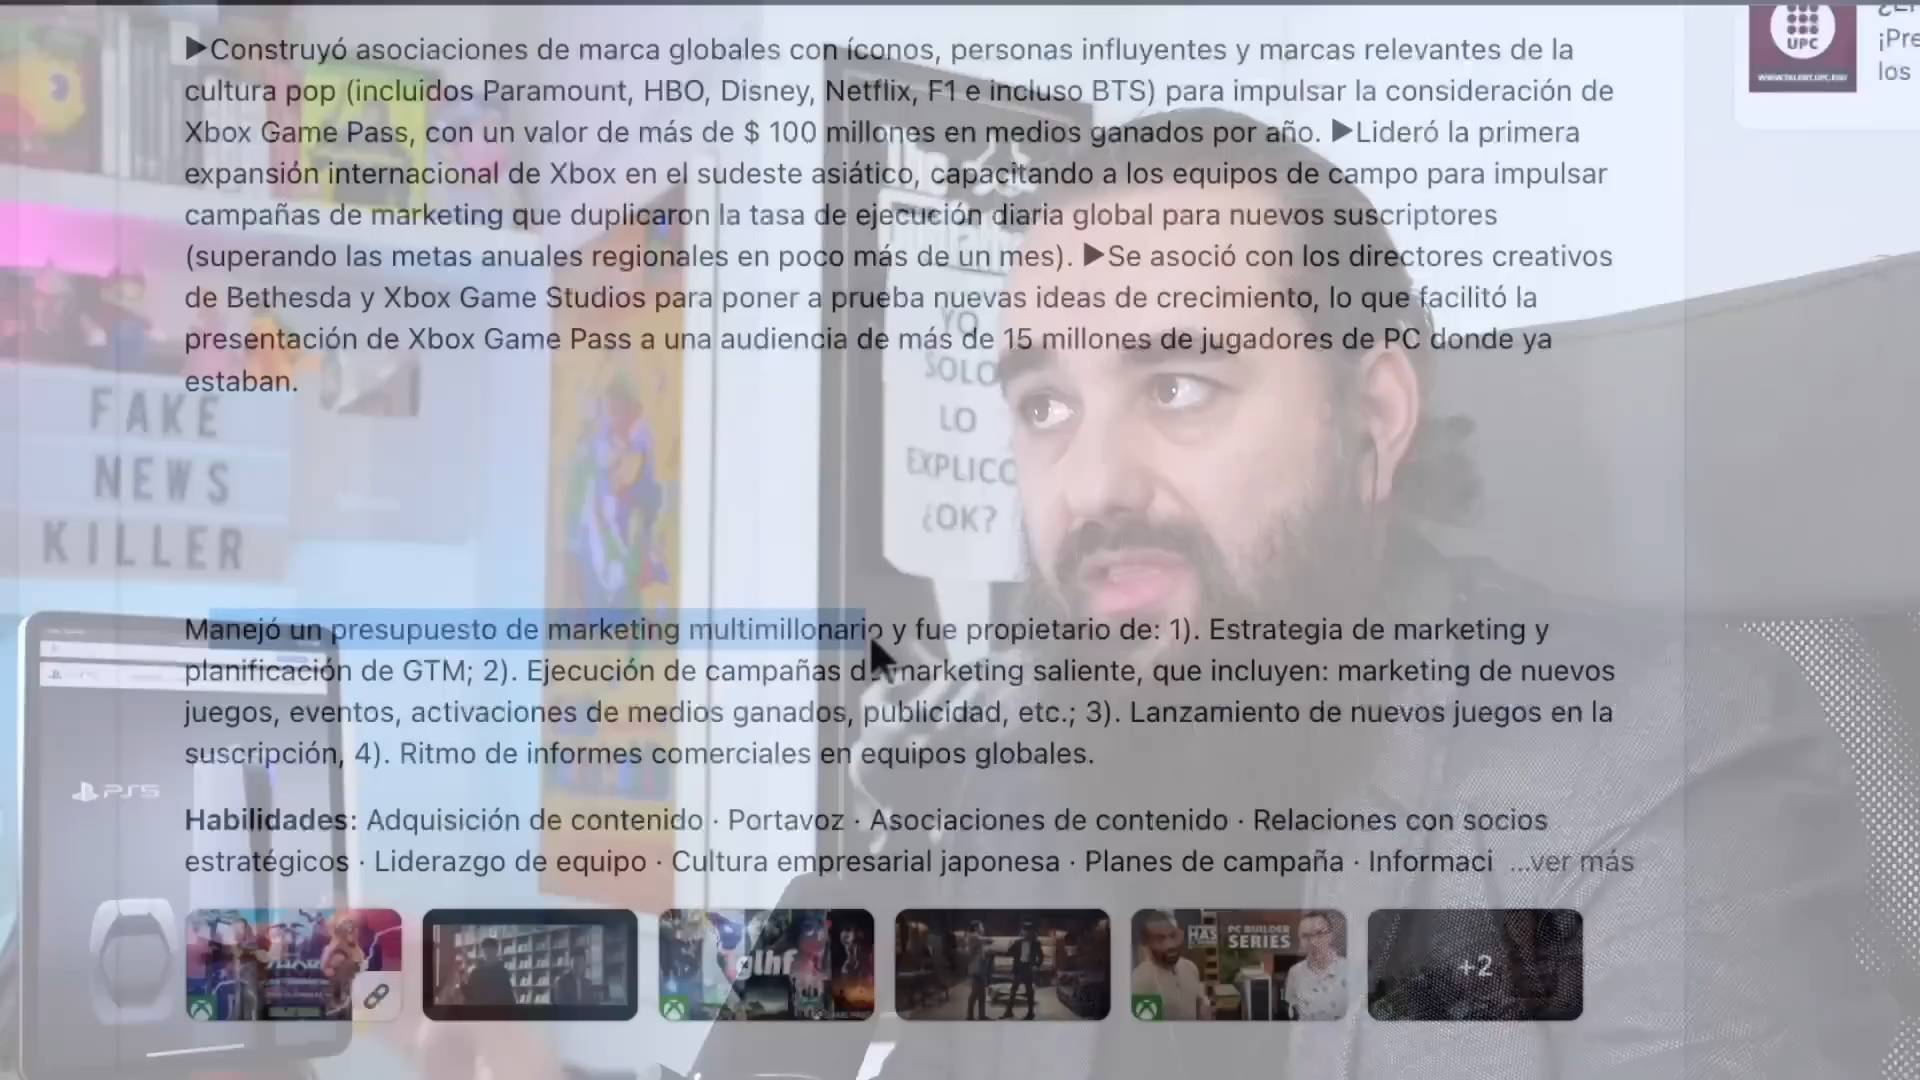 ▶Construyó asociaciones de marca globales con íconos, personas influyentes y marcas relevantes de la
cultura pop (incluidos Paramount, HBO, Disney, Netflix, F1 e incluso BTS) para impulsar la consideración de
Xbox Game Pass, con un valor de más de $ 100 millones en medios ganados por año. ▶Lideró la primera
expansión internacional de Xbox en el sudeste asiático, capacitando a los equipos de campo para impulsar
campañas de marketing que duplicaron la tasa de ejecución diaria global para nuevos suscriptores
(superando las metas anuales regionales en poco más de un mes). ▶Se asoció con los directores creativos
de Bethesda y Xbox Game Studios para poner a prueba nuevas ideas de crecimiento, lo que facilitó la
presentación de Xbox Game Pass a una audiencia de más de 15 millones de jugadores de PC donde ya
estaban.
Manejó un presupuesto de marketing multimillonario y fue propietario de: 1). Estrategia de marketing y
planificación de GTM; 2). Ejecución de campañas de marketing saliente, que incluyen: marketing de nuevos
juegos, eventos, activaciones de medios ganados, publicidad, etc.; 3). Lanzamiento de nuevos juegos en la
suscripción, 4). Ritmo de informes comerciales en equipos globales.
Habilidades: Adquisición de contenido · Portavoz · Asociaciones de contenido · Relaciones con socios
estratégicos · Liderazgo de equipo · Cultura empresarial japonesa · Planes de campaña · Informaci ...ver más
glhf
HAS
PC BUILDER
SERIES
+2
UPC
WWW.TALENT.UPC.EDU
¡Pre
los
FAKE
NEWS
KILLER
The
YO
SOLO
LO
EXPLICO
¿OK?
PS5